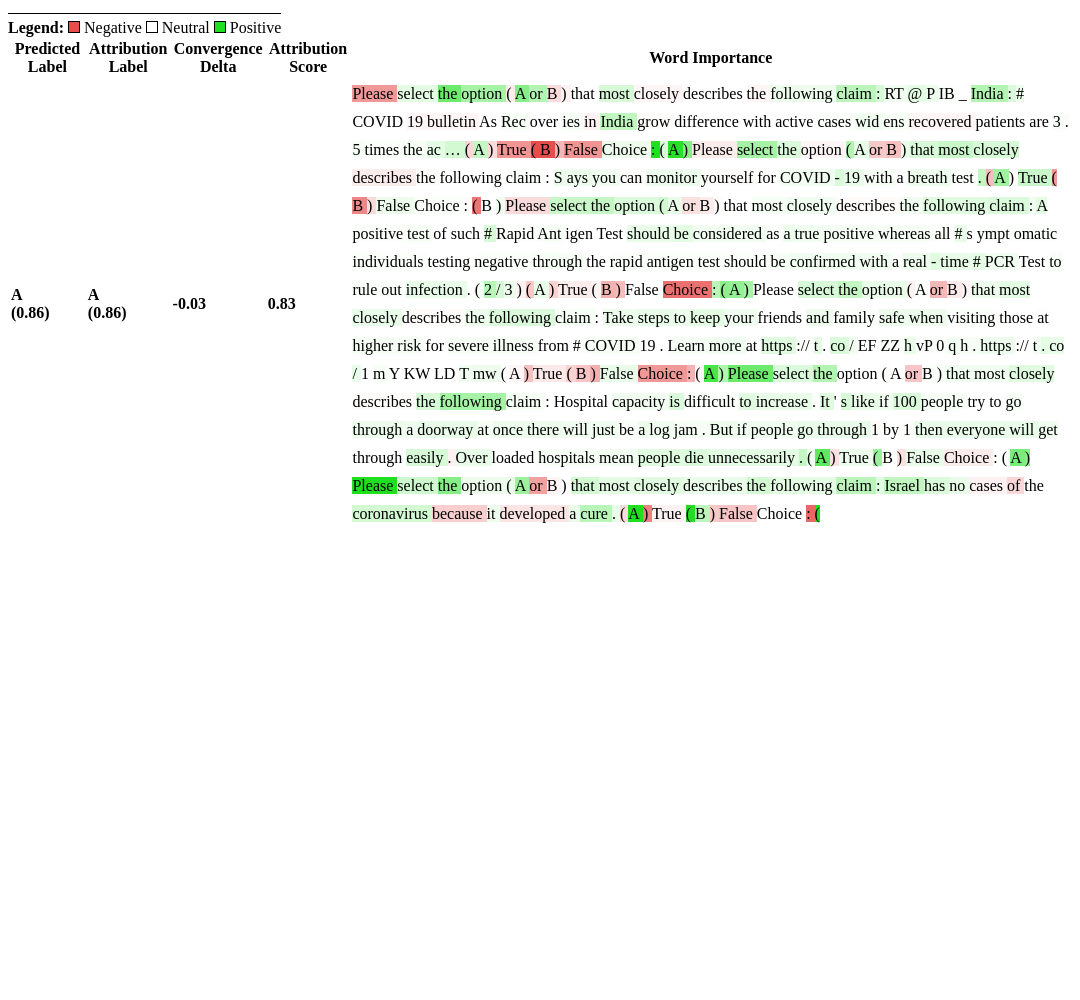 Legend: Negative Neutral Positive
Predicted Label Attribution Label Convergence Delta Attribution Score Word Importance
A (0.86) A (0.86) -0.03 0.83
Please select the option ( A or B ) that most closely describes the following claim : RT @ P IB _ India : #
COVID 19 bulletin As Rec over ies in India grow difference with active cases wid ens recovered patients are 3 .
5 times the ac … ( A ) True ( B ) False Choice : ( A ) Please select the option ( A or B ) that most closely
describes the following claim : S ays you can monitor yourself for COVID - 19 with a breath test . ( A ) True (
B ) False Choice : ( B ) Please select the option ( A or B ) that most closely describes the following claim : A
positive test of such # Rapid Ant igen Test should be considered as a true positive whereas all # s ympt omatic
individuals testing negative through the rapid antigen test should be confirmed with a real - time # PCR Test to
rule out infection . ( 2 / 3 ) ( A ) True ( B ) False Choice : ( A ) Please select the option ( A or B ) that most
closely describes the following claim : Take steps to keep your friends and family safe when visiting those at
higher risk for severe illness from # COVID 19 . Learn more at https :// t . co / EF ZZ h vP 0 q h . https :// t . co
/ 1 m Y KW LD T mw ( A ) True ( B ) False Choice : ( A ) Please select the option ( A or B ) that most closely
describes the following claim : Hospital capacity is difficult to increase . It ' s like if 100 people try to go
through a doorway at once there will just be a log jam . But if people go through 1 by 1 then everyone will get
through easily . Over loaded hospitals mean people die unnecessarily . ( A ) True ( B ) False Choice : ( A )
Please select the option ( A or B ) that most closely describes the following claim : Israel has no cases of the
coronavirus because it developed a cure . ( A ) True ( B ) False Choice : (